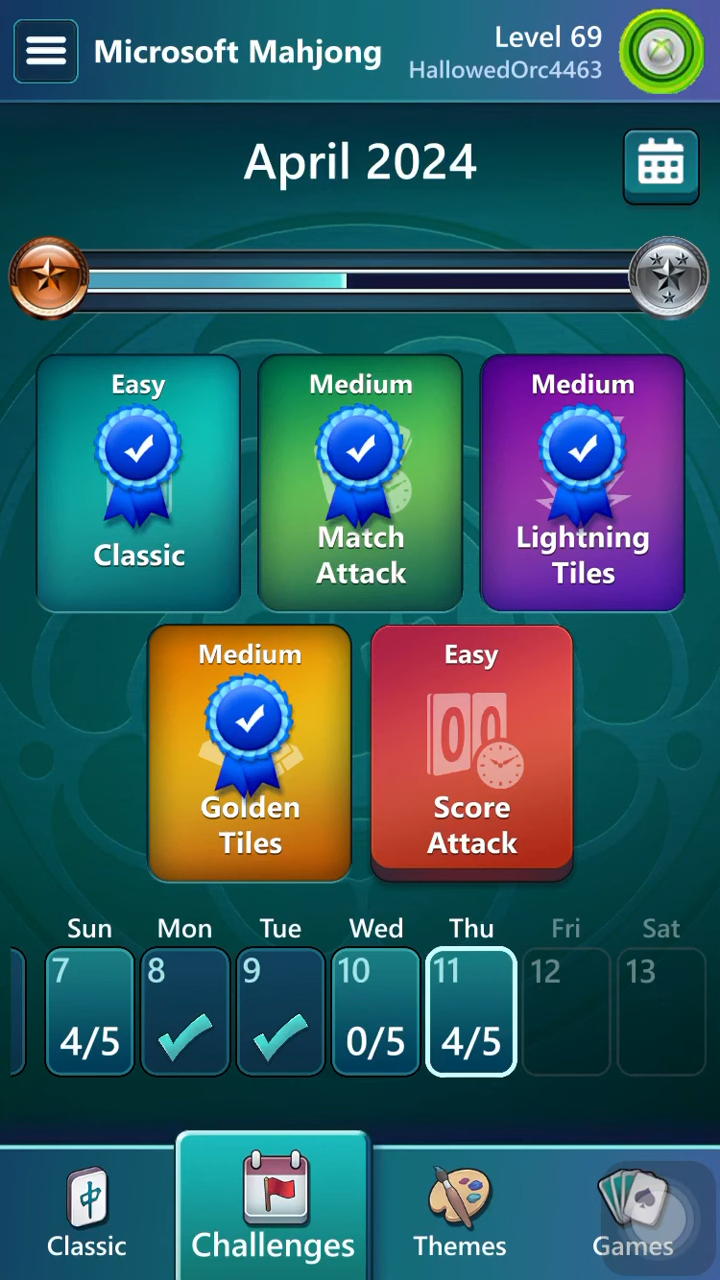 Microsoft Mahjong
Level 69
HallowedOrc4463
April 2024
Easy
Classic
Medium
Match
Attack
Medium
Lightning
Tiles
Medium
Golden
Tiles
Easy
00
Score
Attack
Sun Mon Tue Wed Thu Fri Sat
7 8 9 10 11 12 13
4/5 0/5 4/5
中
Classic
Challenges
Themes
Games